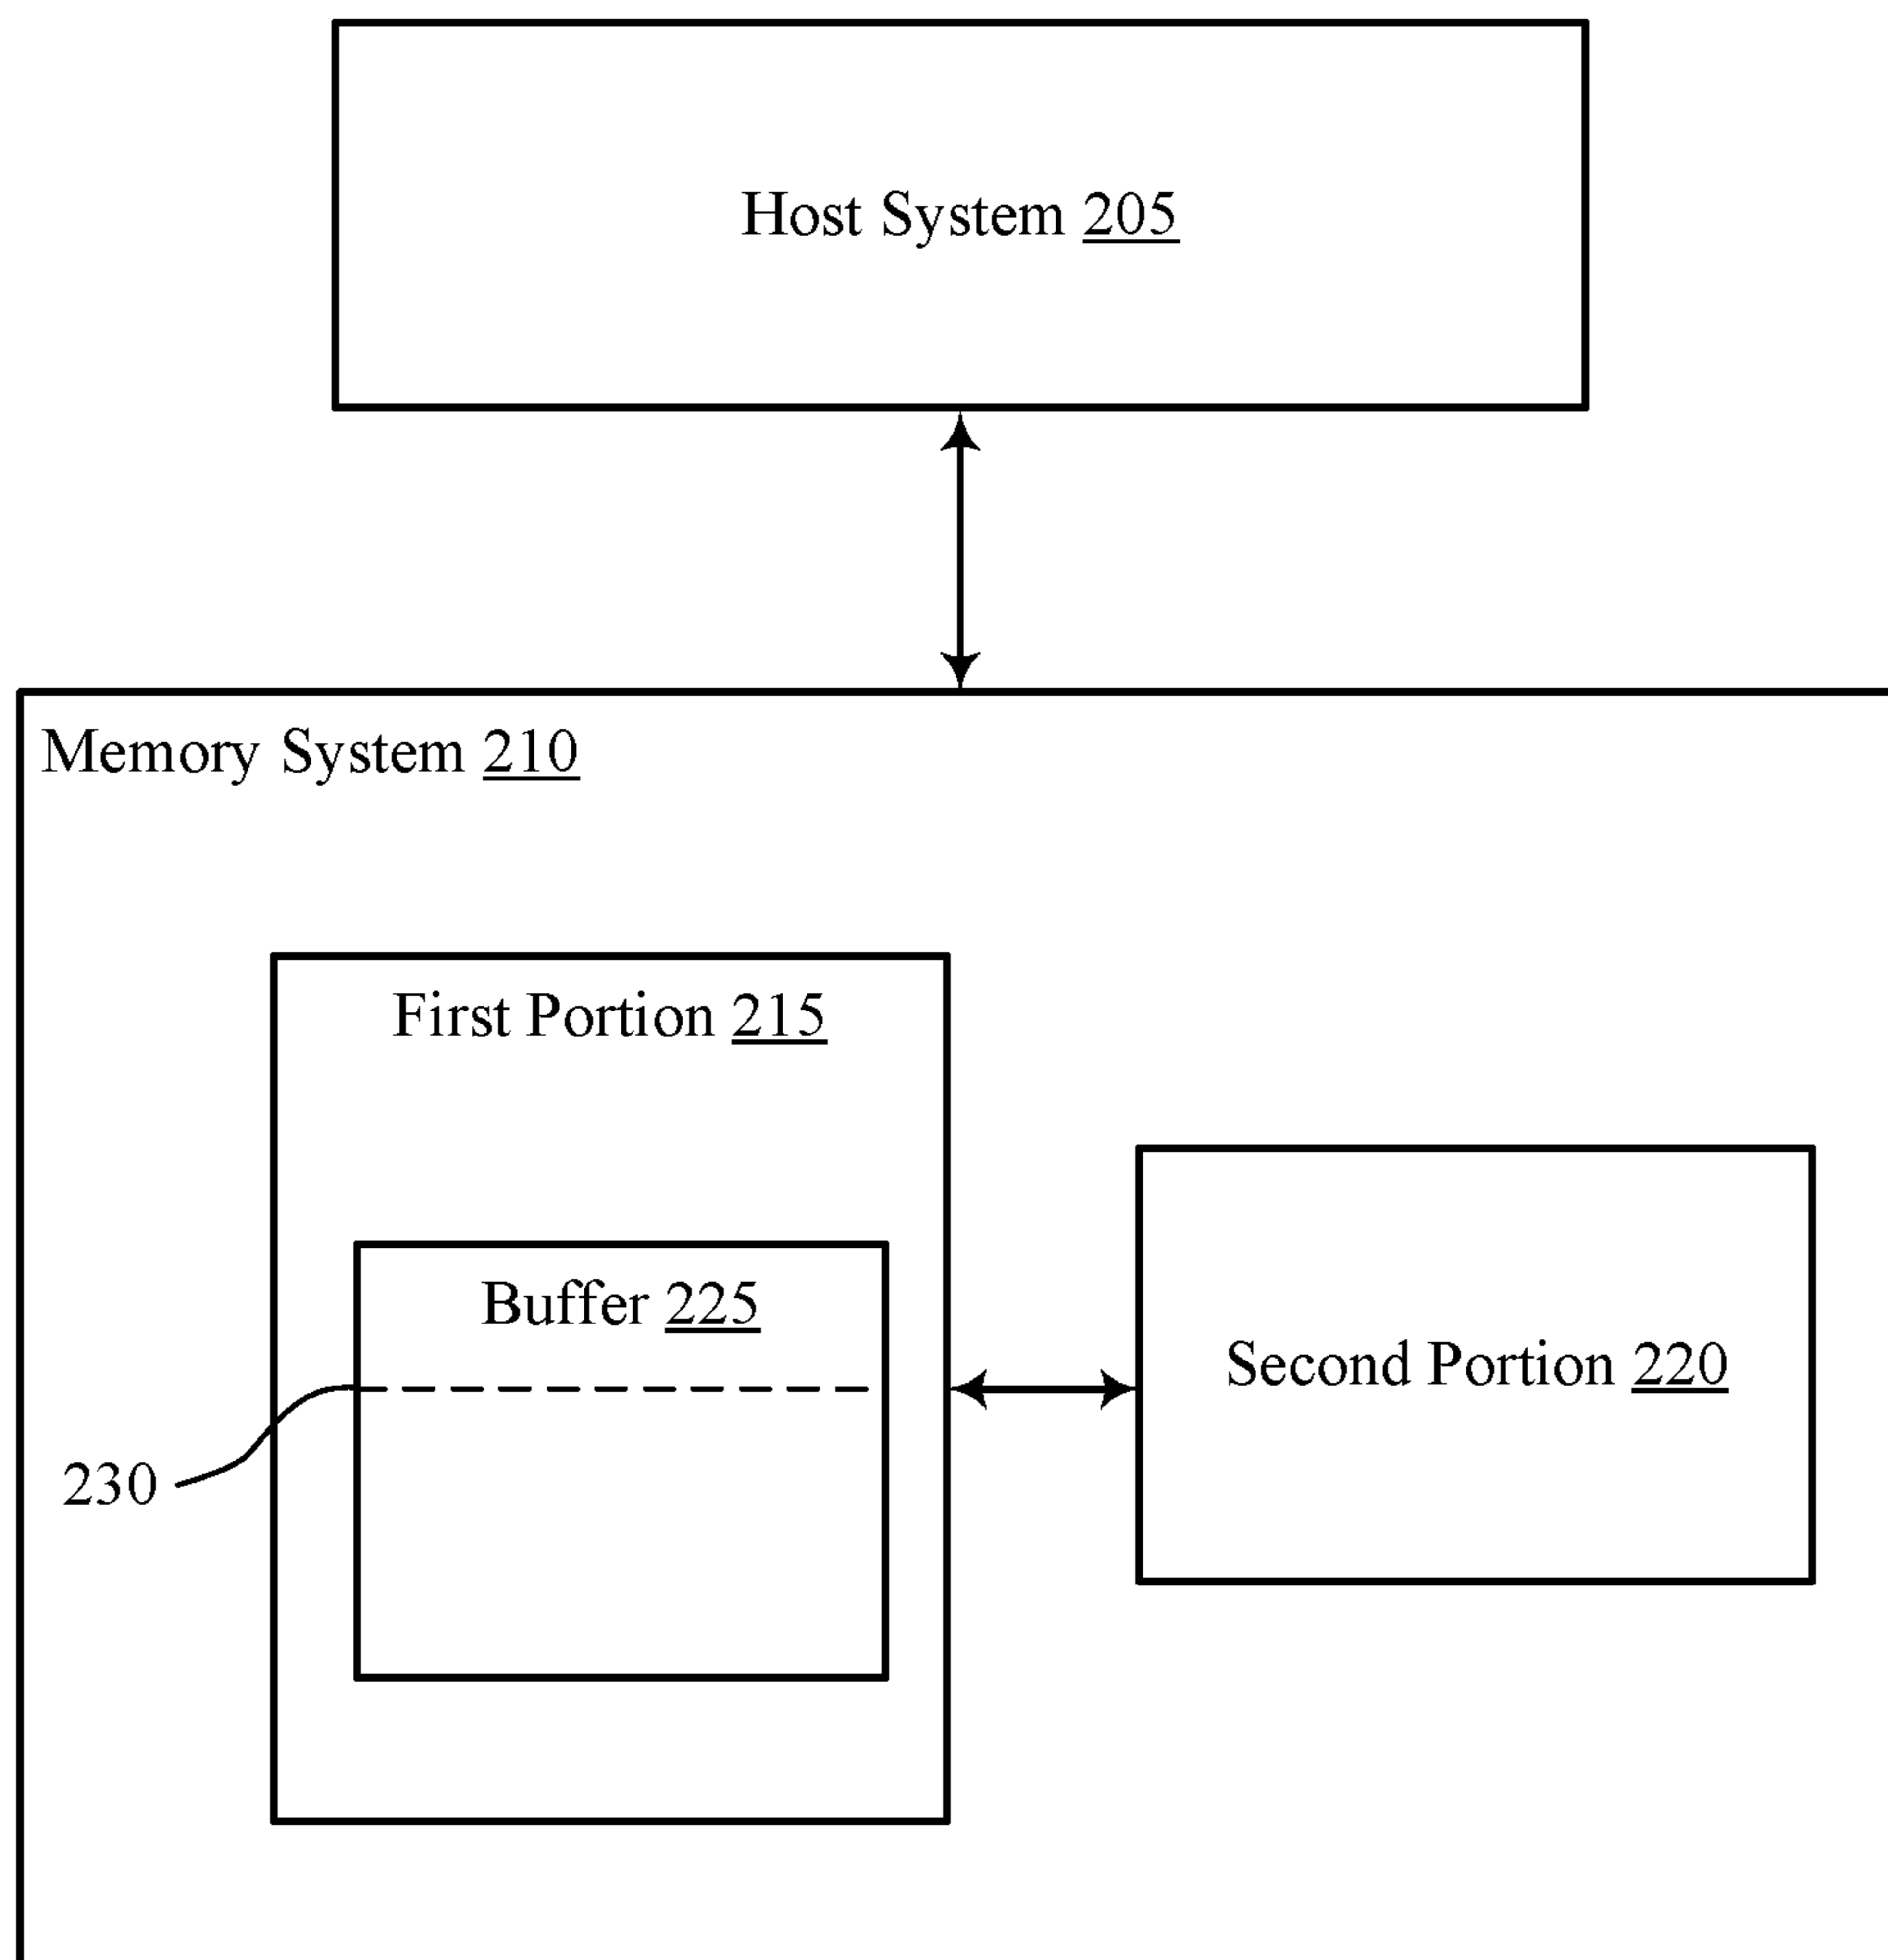 Host System 205
Memory System 210
First Portion 215
Buffer 225
Second Portion 220
230